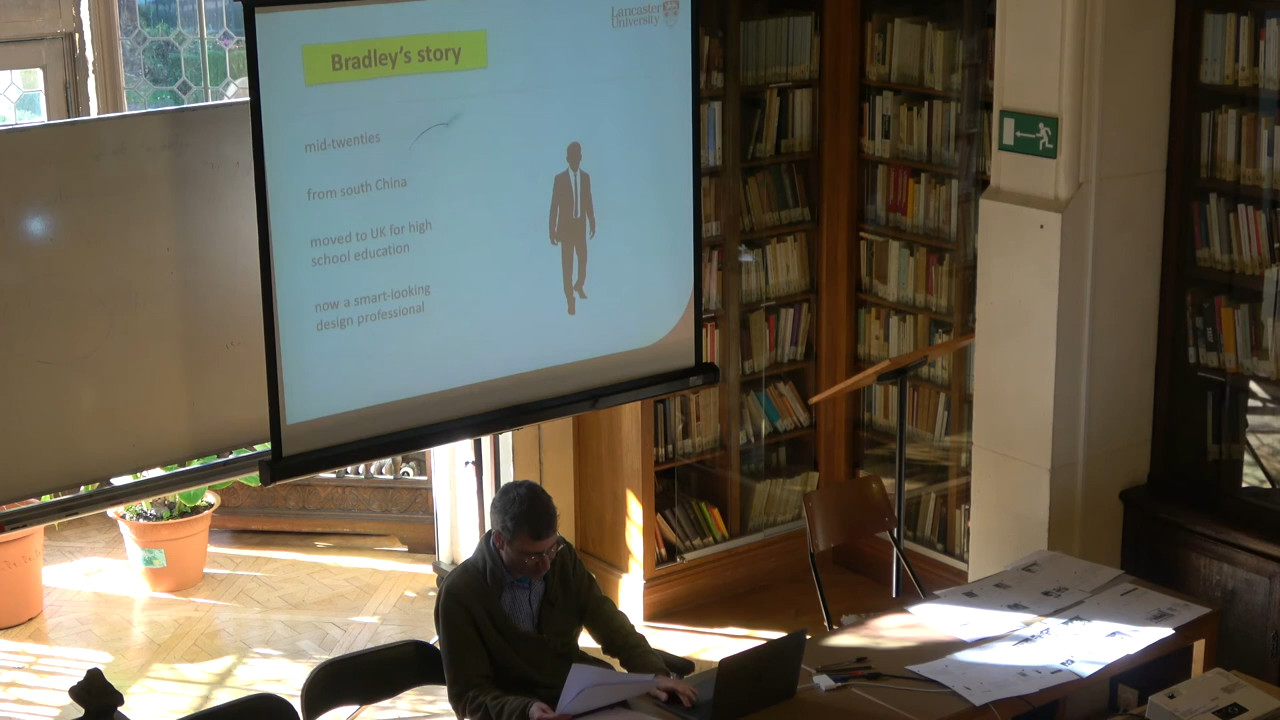 Lancaster
University
Bradley's story
mid-twenties
from south China
moved to UK for high
school education
now a smart-looking
design professional